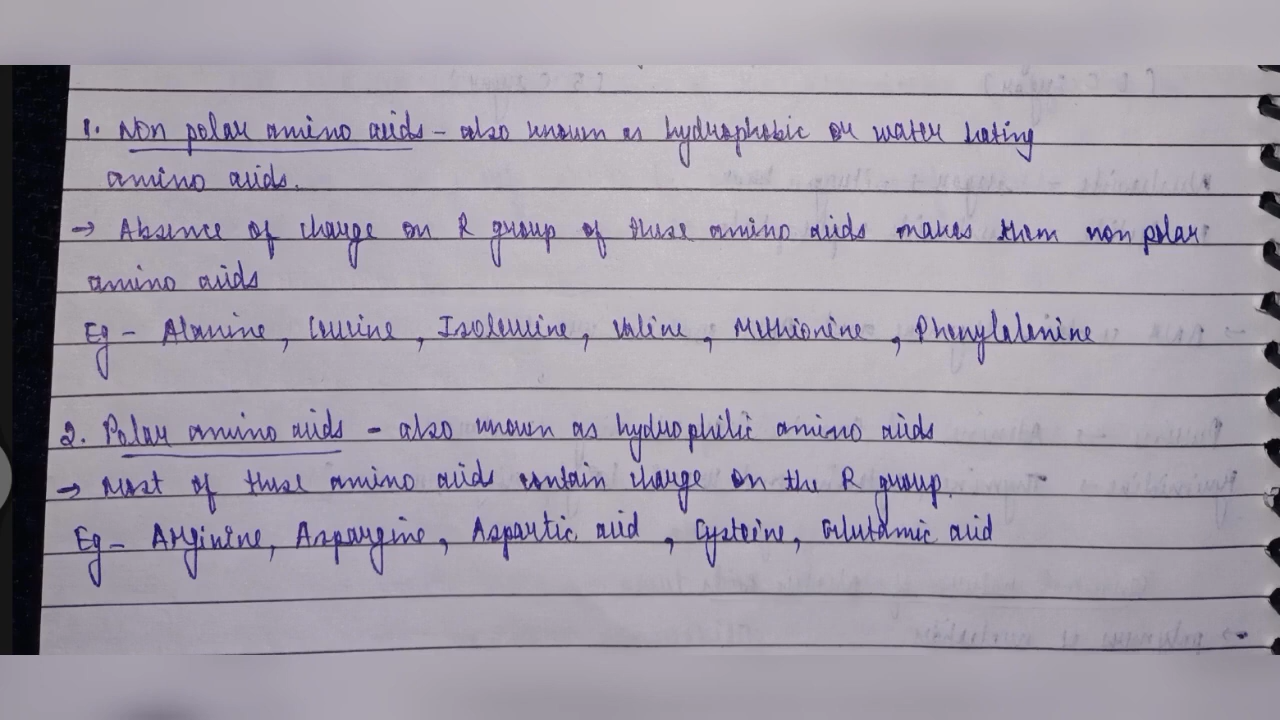 1. Non polar amino acids - also known as hydrophobic or water hating
amino acids.
→ Absence of charge on R group of these amino acids makes them non polar
amino acids
Eg - Alanine, Leucine, Isoleucine, Valine, Methionine, Phenylalenine
2. Polar amino acids - also known as hydrophilic amino acids
→ Most of these amino acids contain charge on the R group.
Eg - Arginine, Aspargine, Aspartic acid, Cysteine, Glutamic acid